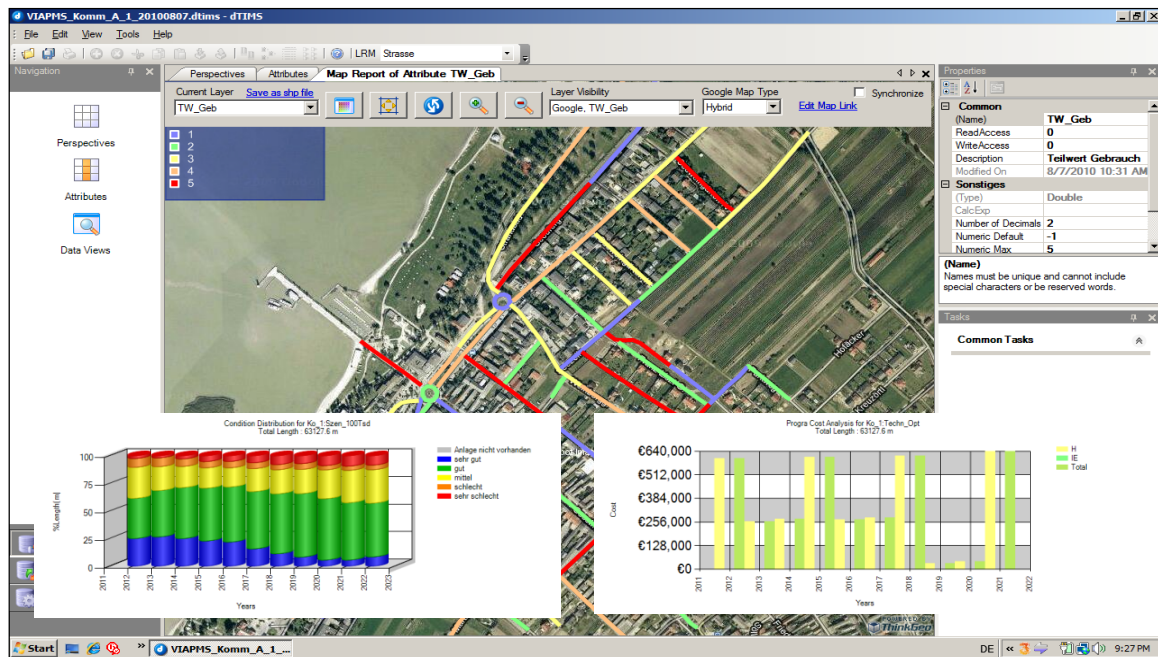 VIAPMS_Komm_A_1_20100807.dtims - dTIMS
File Edit View Tools Help
LRM Strasse
Navigation
Perspectives
Attributes
Data Views
Perspectives Attributes Map Report of Attribute TW_Geb
Current Layer Save as shp file Layer Visibility Google Map Type Synchronize
TW_Geb Google, TW_Geb Hybrid Edit Map Link
1
2
3
4
5
Hofäcker
Properties
Common
(Name) TW_Geb
ReadAccess 0
WriteAccess 0
Description Teilwert Gebrauch
Modified On 8/7/2010 10:31 AM
Sonstiges
(Type) Double
CalcExp
Number of Decimals 2
Numeric Default -1
Numeric Max 5
(Name)
Names must be unique and cannot include
special characters or be reserved words.
Tasks
Common Tasks
Condition Distribution for Ko_1:Szen_100Tsd
Total Length : 63127.6 m
%Length[m]
100
75
50
25
0
2011 2012 2013 2014 2015 2016 2017 2018 2019 2020 2021 2022 2023
Years
Anlage nicht vorhanden
sehr gut
gut
mittel
schlecht
sehr schlecht
Progra Cost Analysis for Ko_1:Techn_Opt
Total Length : 63127.6 m
Cost
€640,000
€512,000
€384,000
€256,000
€128,000
€0
2011 2012 2013 2014 2015 2016 2017 2018 2019 2020 2021 2022
Years
H
IE
Total
ThinkGeo
Start VIAPMS_Komm_A_1_... DE 9:27 PM